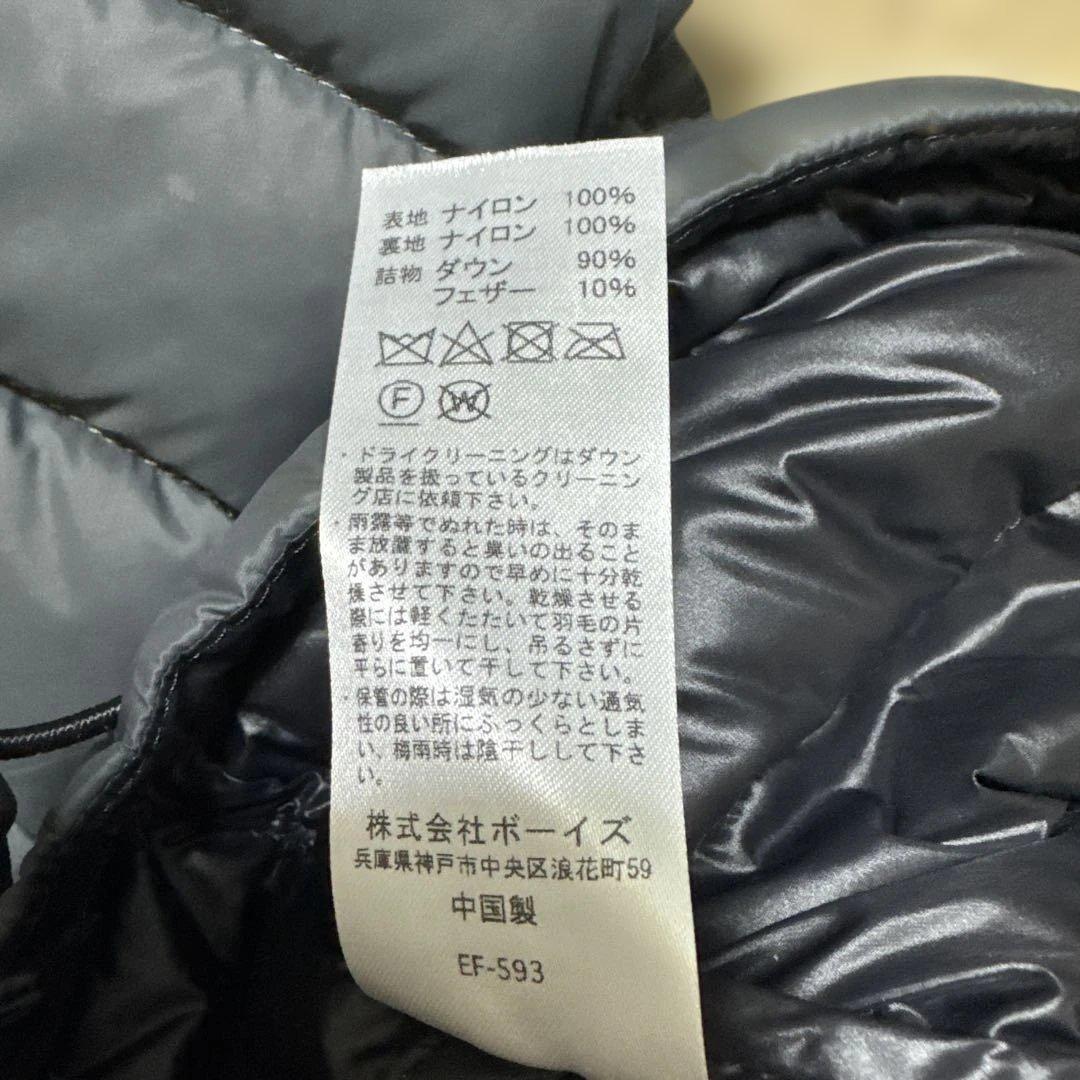 表地 ナイロン 100%
裏地 ナイロン 100%
詰物 ダウン 90%
フェザー 10%
F W
・ドライクリーニングはダウン
製品を扱っているクリーニン
グ店に依頼下さい。
・雨露等でぬれた時は、そのま
ま放置すると臭いの出ること
がありますので早めに十分乾
燥させて下さい。乾燥させる
際には軽くたたいて羽毛の片
寄りを均一にし、吊るさずに
平らに置いて干して下さい。
・保管の際は湿気の少ない通気
性の良い所にふっくらとしま
い、梅雨時は陰干しして下さ
い。
株式会社ボーイズ
兵庫県神戸市中央区浪花町59
中国製
EF-593